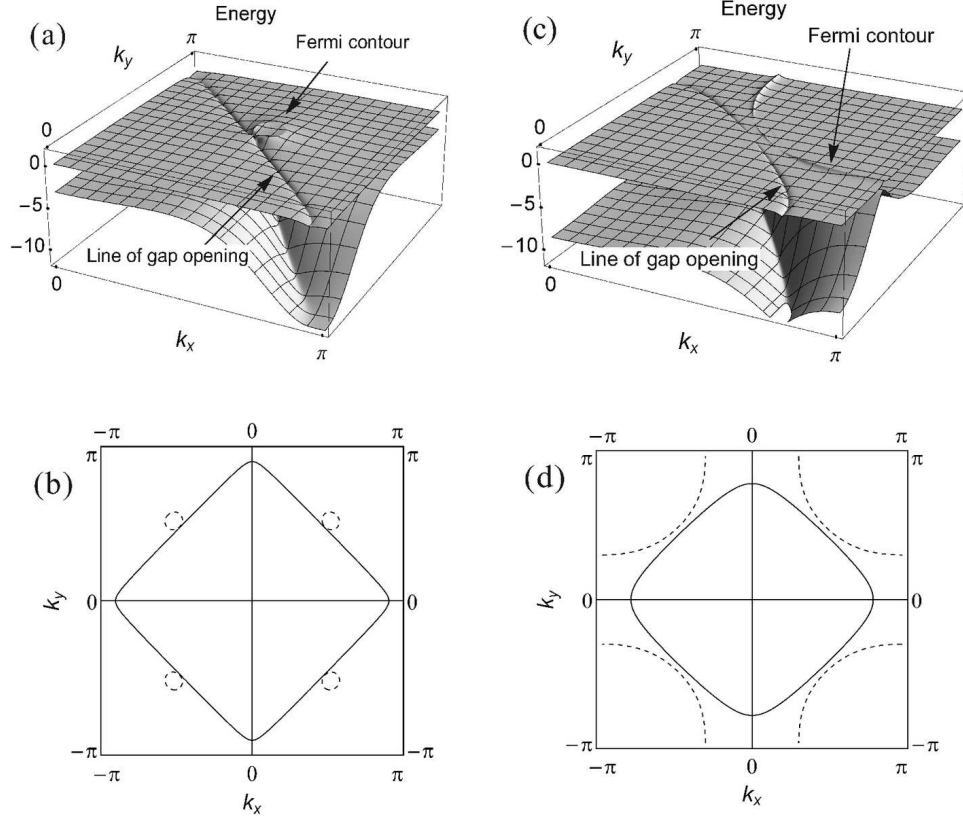 (a)
Energy
π
Fermi contour
k_y
0
0
−5
−10
Line of gap opening
0
k_x
π
(c)
Energy
π
Fermi contour
k_y
0
0
−5
−10
Line of gap opening
0
k_x
π
(b)
−π 0 π
π π
k_y 0 0
−π −π
−π 0 π
k_x
(d)
−π 0 π
π π
k_y 0 0
−π −π
−π 0 π
k_x